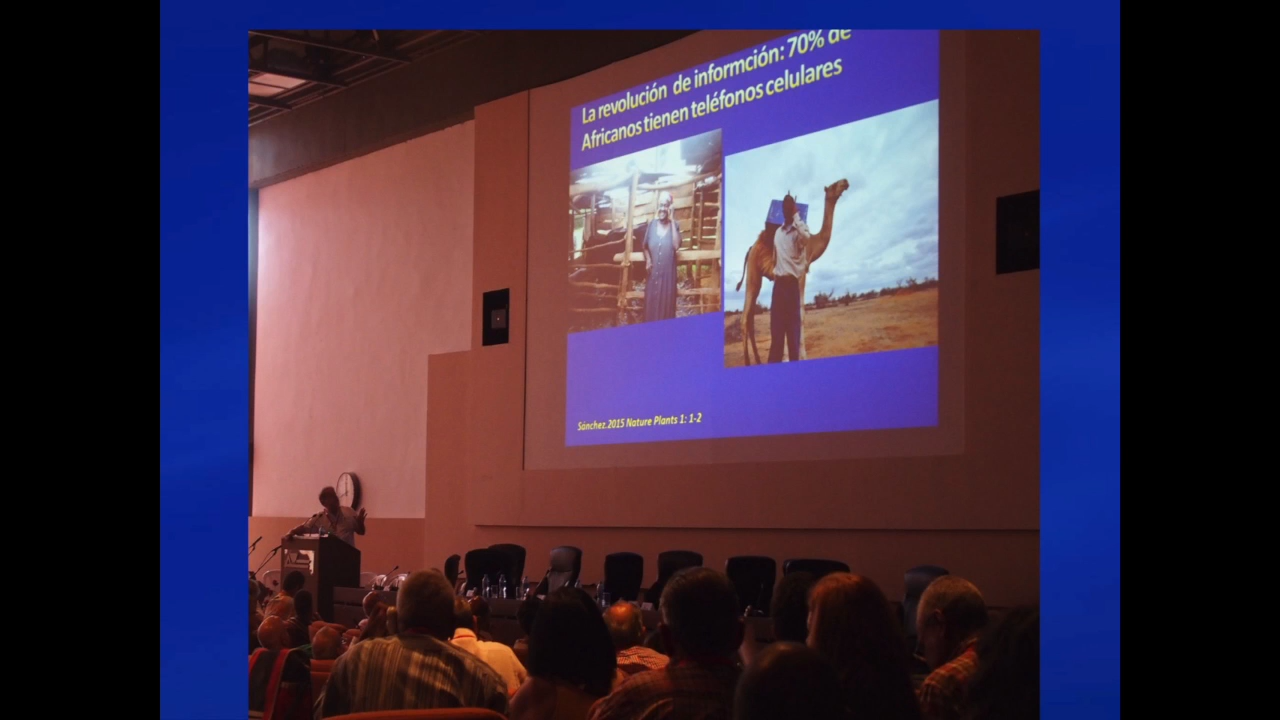 La revolución de informción: 70% de
Africanos tienen teléfonos celulares
Sánchez.2015 Nature Plants 1: 1-2